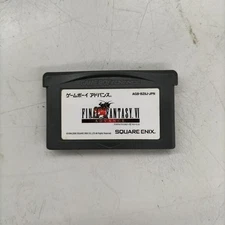 ゲームボーイ アドバンス
AGB-BZ6J-JPN
FINAL FANTASY VI
ADVANCE
SQUARE ENIX